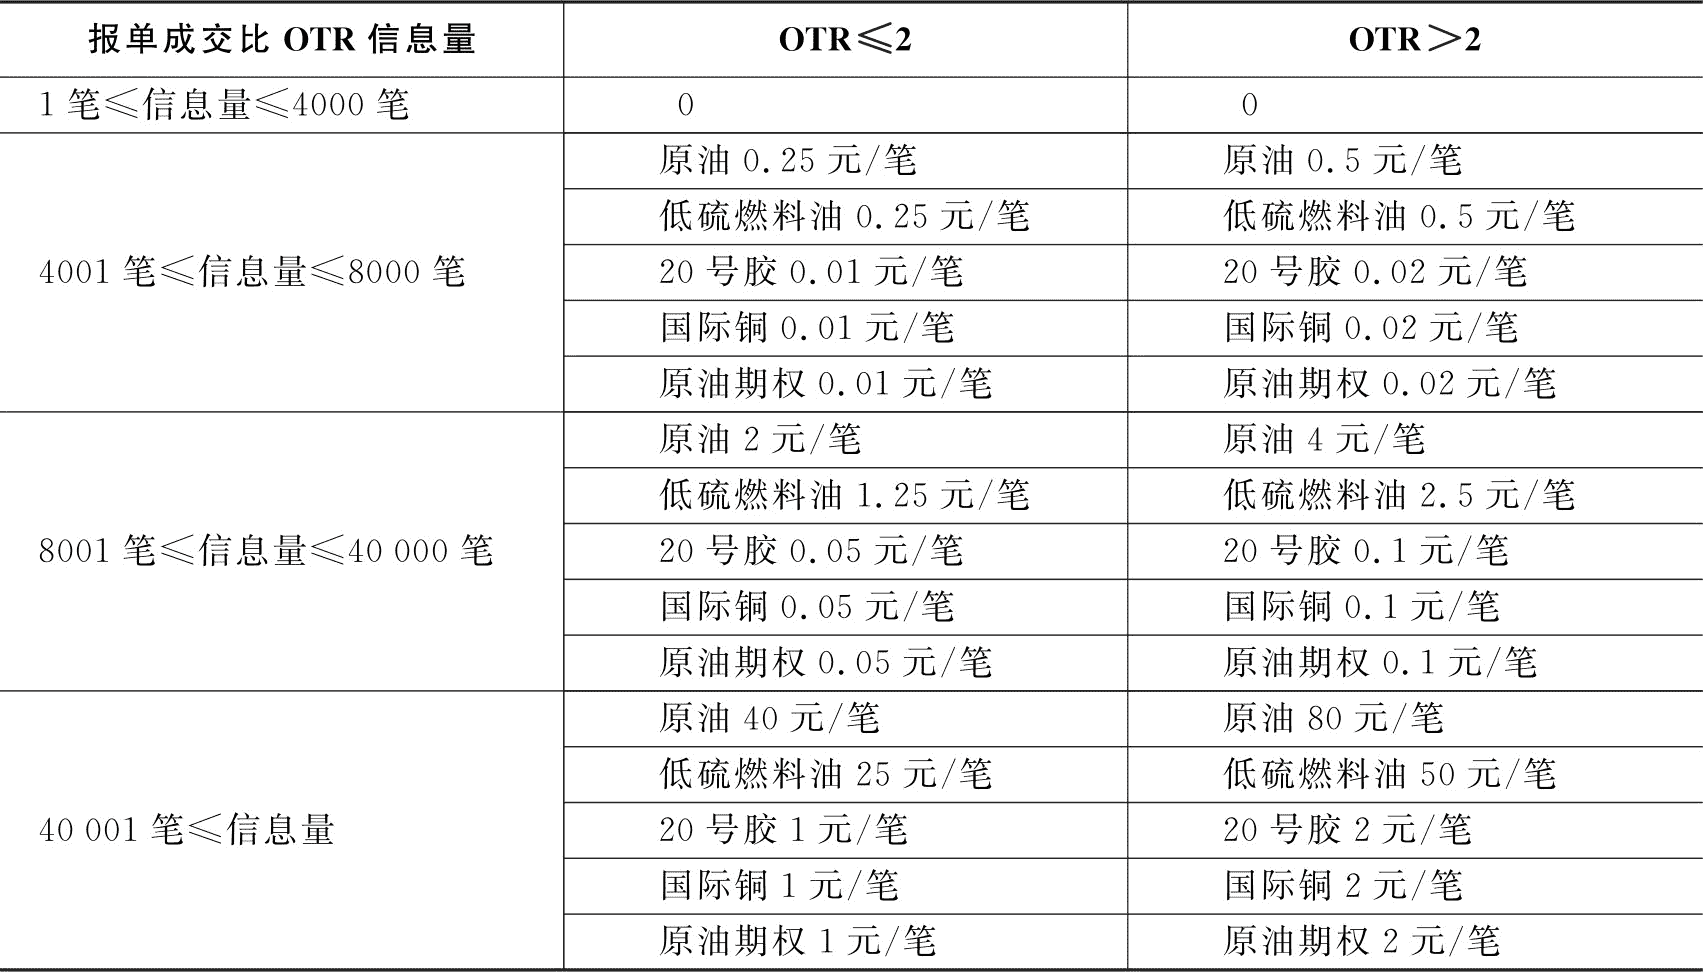 报单成交比 OTR 信息量 OTR≤2 OTR＞2
1 笔≤信息量≤4000 笔 0 0
原油 0.25 元/笔 原油 0.5 元/笔
低硫燃料油 0.25 元/笔 低硫燃料油 0.5 元/笔
4001 笔≤信息量≤8000 笔 20 号胶 0.01 元/笔 20 号胶 0.02 元/笔
国际铜 0.01 元/笔 国际铜 0.02 元/笔
原油期权 0.01 元/笔 原油期权 0.02 元/笔
原油 2 元/笔 原油 4 元/笔
低硫燃料油 1.25 元/笔 低硫燃料油 2.5 元/笔
8001 笔≤信息量≤40 000 笔 20 号胶 0.05 元/笔 20 号胶 0.1 元/笔
国际铜 0.05 元/笔 国际铜 0.1 元/笔
原油期权 0.05 元/笔 原油期权 0.1 元/笔
原油 40 元/笔 原油 80 元/笔
低硫燃料油 25 元/笔 低硫燃料油 50 元/笔
40 001 笔≤信息量 20 号胶 1 元/笔 20 号胶 2 元/笔
国际铜 1 元/笔 国际铜 2 元/笔
原油期权 1 元/笔 原油期权 2 元/笔